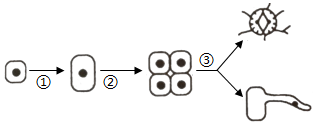 ① ② ③